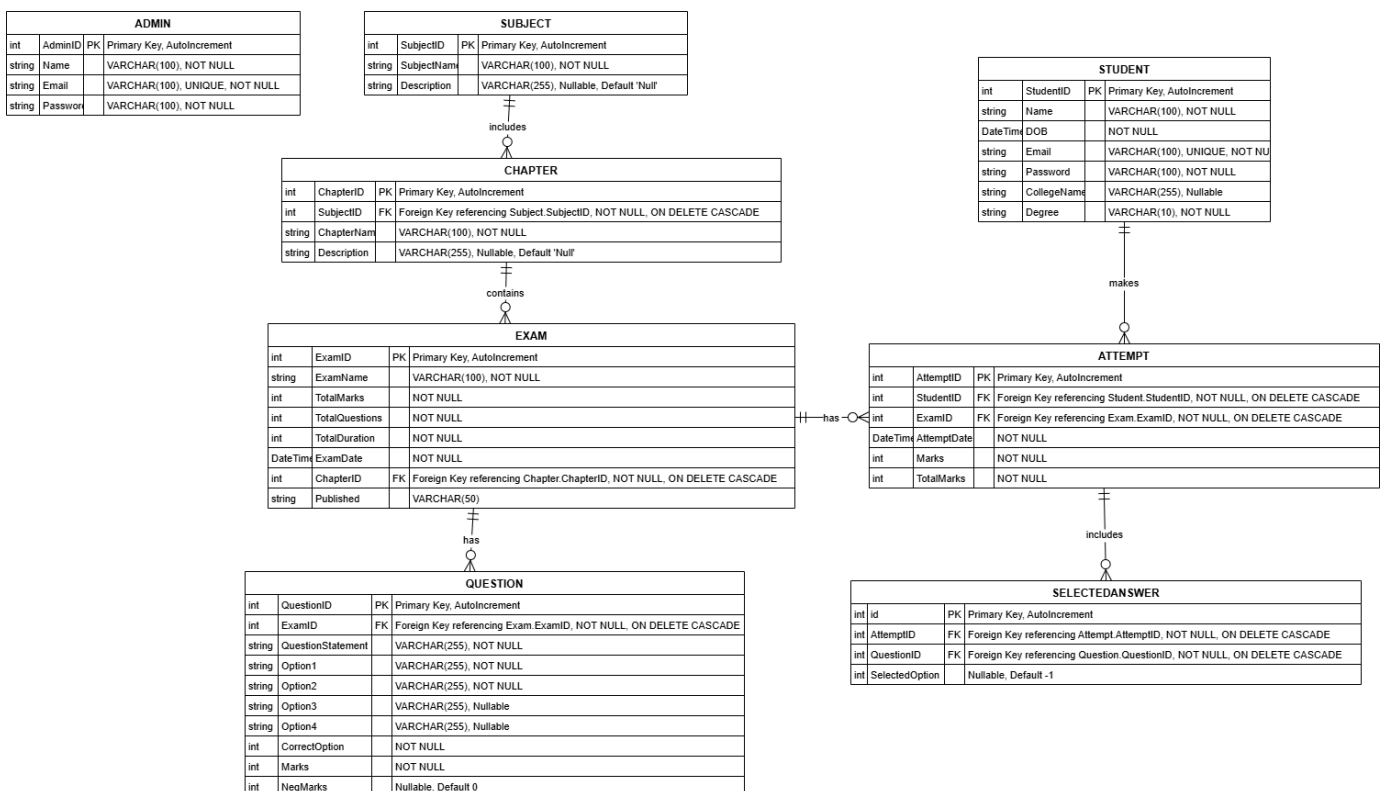 ADMIN
int AdminID PK Primary Key, AutoIncrement
string Name VARCHAR(100), NOT NULL
string Email VARCHAR(100), UNIQUE, NOT NULL
string Passwor VARCHAR(100), NOT NULL
SUBJECT
int SubjectID PK Primary Key, AutoIncrement
string SubjectName VARCHAR(100), NOT NULL
string Description VARCHAR(255), Nullable, Default 'Null'
includes
CHAPTER
int ChapterID PK Primary Key, AutoIncrement
int SubjectID FK Foreign Key referencing Subject.SubjectID, NOT NULL, ON DELETE CASCADE
string ChapterNam VARCHAR(100), NOT NULL
string Description VARCHAR(255), Nullable, Default 'Null'
contains
EXAM
int ExamID PK Primary Key, AutoIncrement
string ExamName VARCHAR(100), NOT NULL
int TotalMarks NOT NULL
int TotalQuestions NOT NULL
int TotalDuration NOT NULL
DateTime ExamDate NOT NULL
int ChapterID FK Foreign Key referencing Chapter.ChapterID, NOT NULL, ON DELETE CASCADE
string Published VARCHAR(50)
has
QUESTION
int QuestionID PK Primary Key, AutoIncrement
int ExamID FK Foreign Key referencing Exam.ExamID, NOT NULL, ON DELETE CASCADE
string QuestionStatement VARCHAR(255), NOT NULL
string Option1 VARCHAR(255), NOT NULL
string Option2 VARCHAR(255), NOT NULL
string Option3 VARCHAR(255), Nullable
string Option4 VARCHAR(255), Nullable
int CorrectOption NOT NULL
int Marks NOT NULL
int NegMarks Nullable, Default 0
has
STUDENT
int StudentID PK Primary Key, AutoIncrement
string Name VARCHAR(100), NOT NULL
DateTime DOB NOT NULL
string Email VARCHAR(100), UNIQUE, NOT NU
string Password VARCHAR(100), NOT NULL
string CollegeName VARCHAR(255), Nullable
string Degree VARCHAR(10), NOT NULL
makes
ATTEMPT
int AttemptID PK Primary Key, AutoIncrement
int StudentID FK Foreign Key referencing Student.StudentID, NOT NULL, ON DELETE CASCADE
int ExamID FK Foreign Key referencing Exam.ExamID, NOT NULL, ON DELETE CASCADE
DateTime AttemptDate NOT NULL
int Marks NOT NULL
int TotalMarks NOT NULL
includes
SELECTEDANSWER
int id PK Primary Key, AutoIncrement
int AttemptID FK Foreign Key referencing Attempt.AttemptID, NOT NULL, ON DELETE CASCADE
int QuestionID FK Foreign Key referencing Question.QuestionID, NOT NULL, ON DELETE CASCADE
int SelectedOption Nullable, Default -1